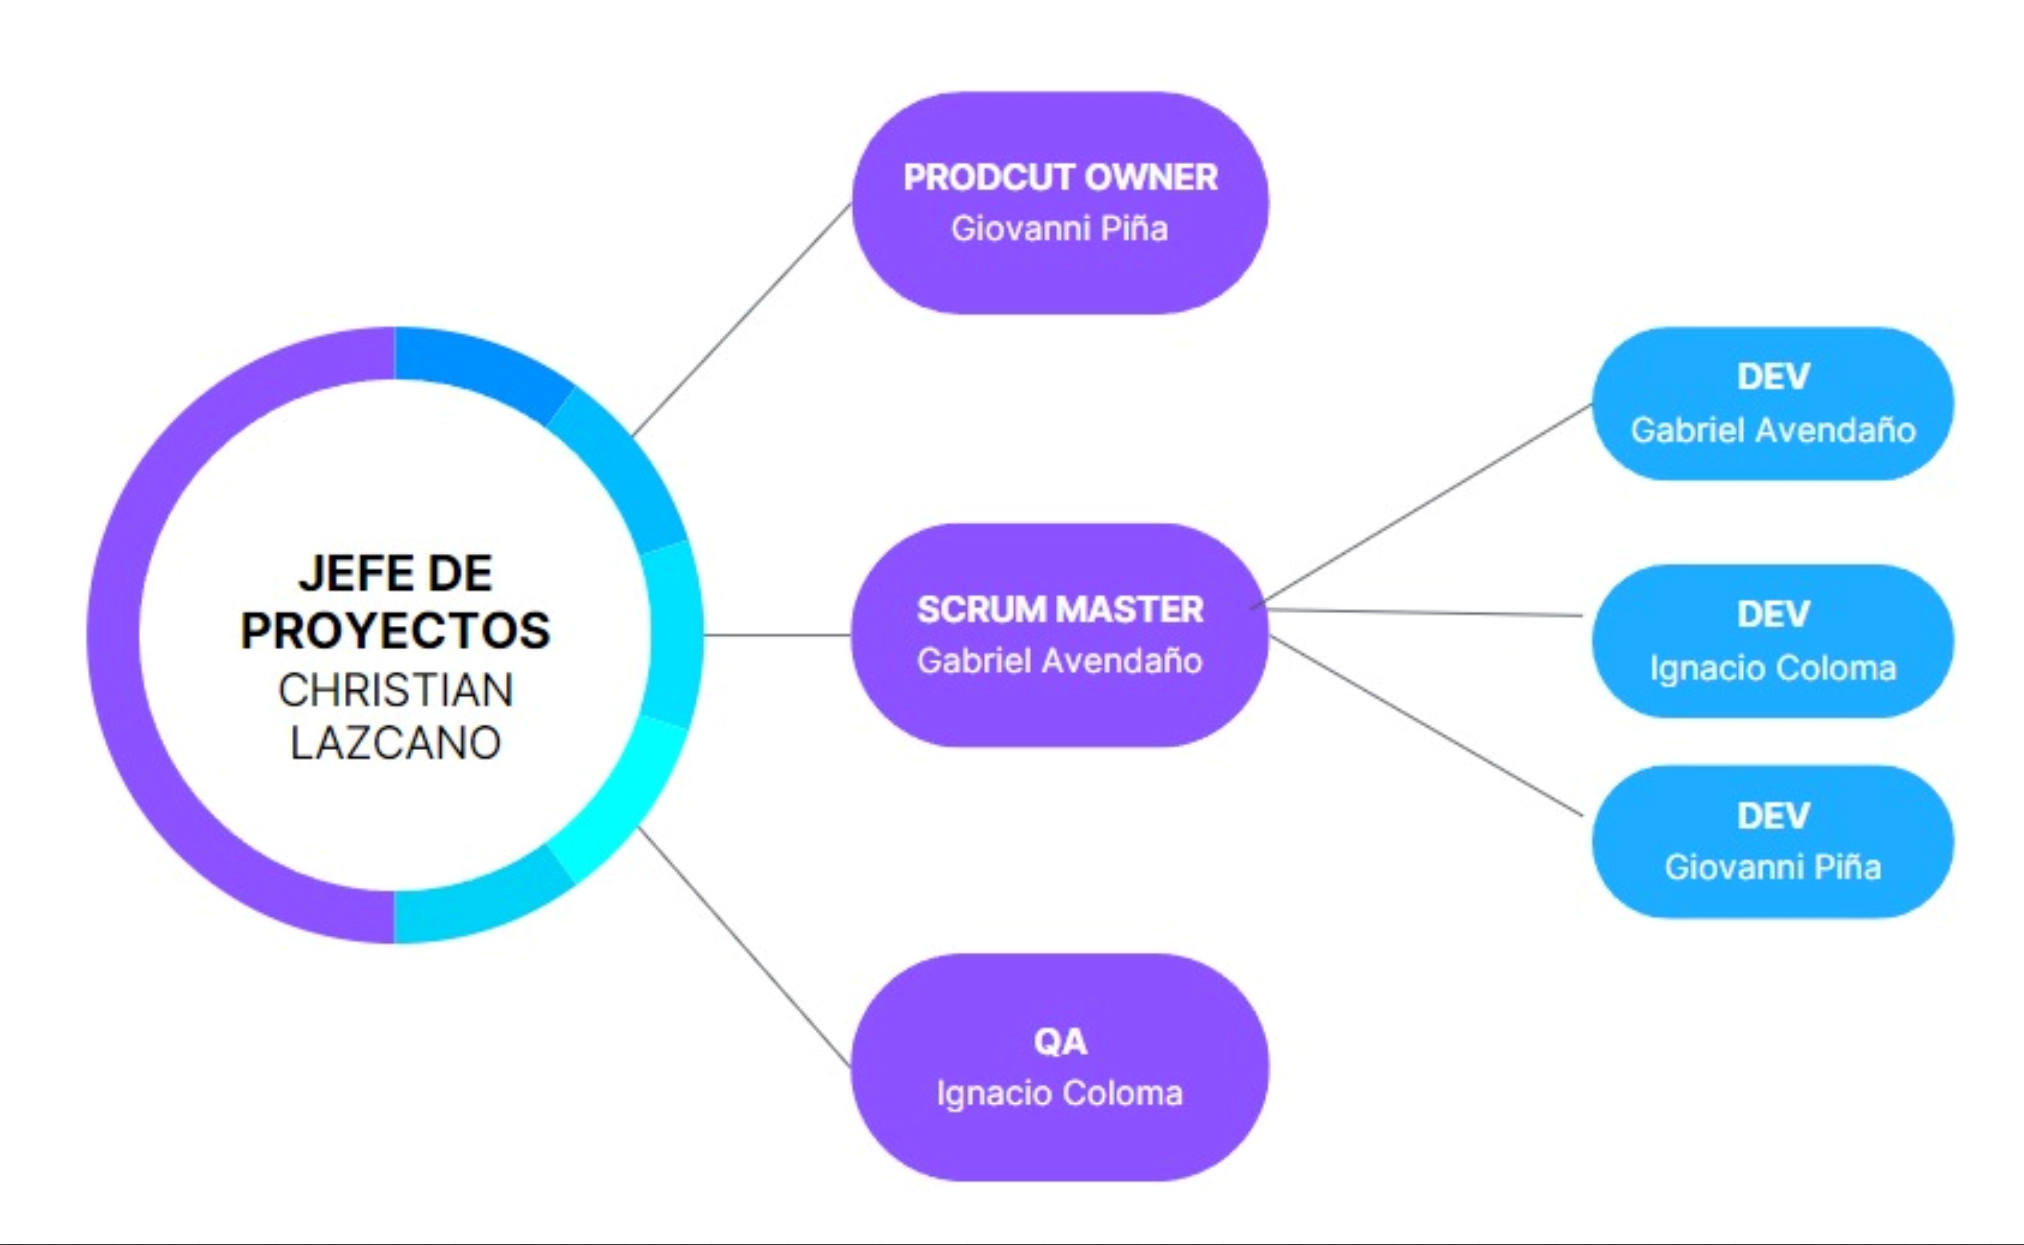 JEFE DE
PROYECTOS
CHRISTIAN
LAZCANO
PRODCUT OWNER
Giovanni Piña
SCRUM MASTER
Gabriel Avendaño
QA
Ignacio Coloma
DEV
Gabriel Avendaño
DEV
Ignacio Coloma
DEV
Giovanni Piña